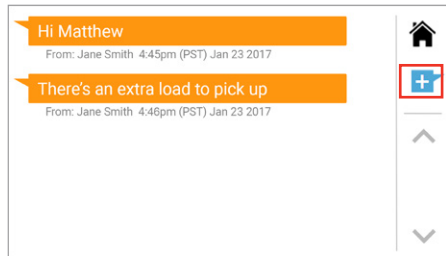 Hi Matthew
From: Jane Smith 4:45pm (PST) Jan 23 2017
There's an extra load to pick up
From: Jane Smith 4:46pm (PST) Jan 23 2017